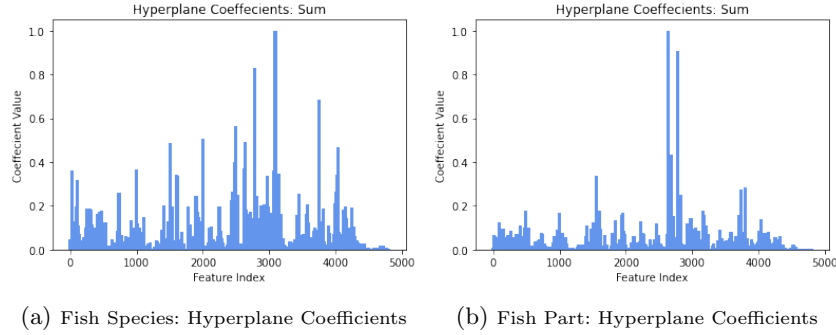 Hyperplane Coeffecients: Sum
1.0
0.8
0.6
0.4
0.2
0.0
Coeffecient Value
0 1000 2000 3000 4000 5000
Feature Index
(a) Fish Species: Hyperplane Coefficients
Hyperplane Coeffecients: Sum
1.0
0.8
0.6
0.4
0.2
0.0
Coeffecient Value
0 1000 2000 3000 4000 5000
Feature Index
(b) Fish Part: Hyperplane Coefficients